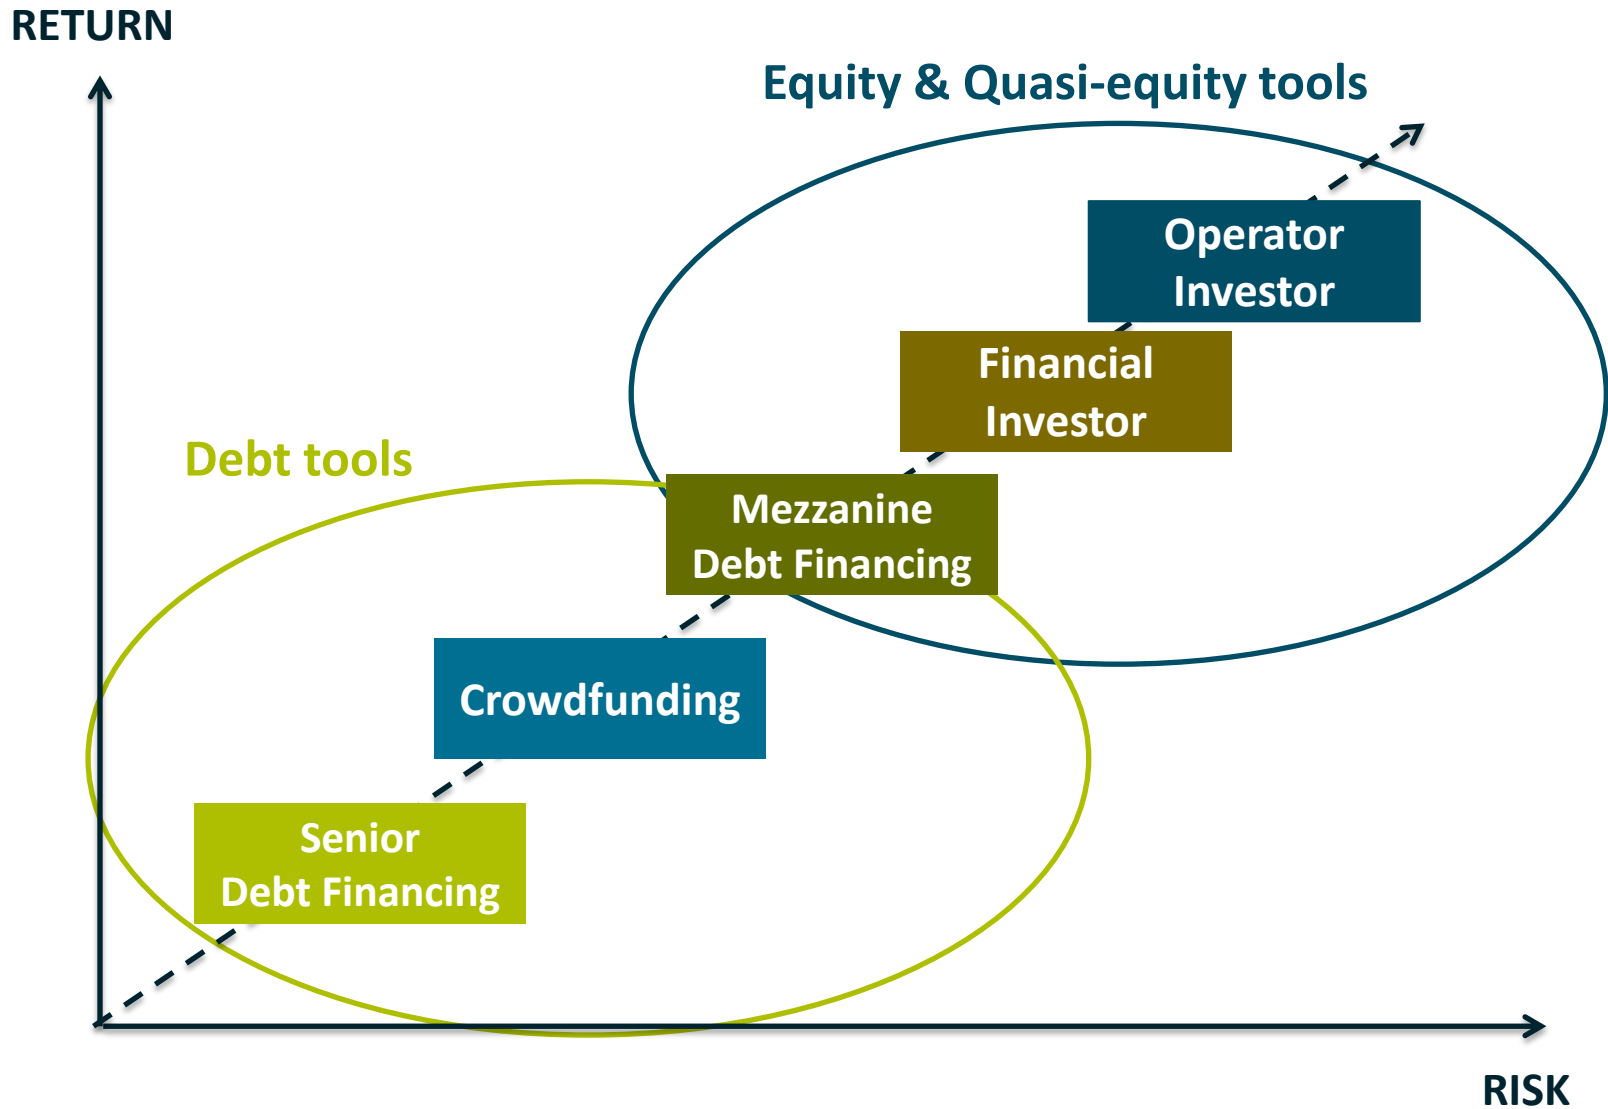 RETURN
Equity & Quasi-equity tools
Operator
Investor
Financial
Investor
Debt tools
Mezzanine
Debt Financing
Crowdfunding
Senior
Debt Financing
RISK